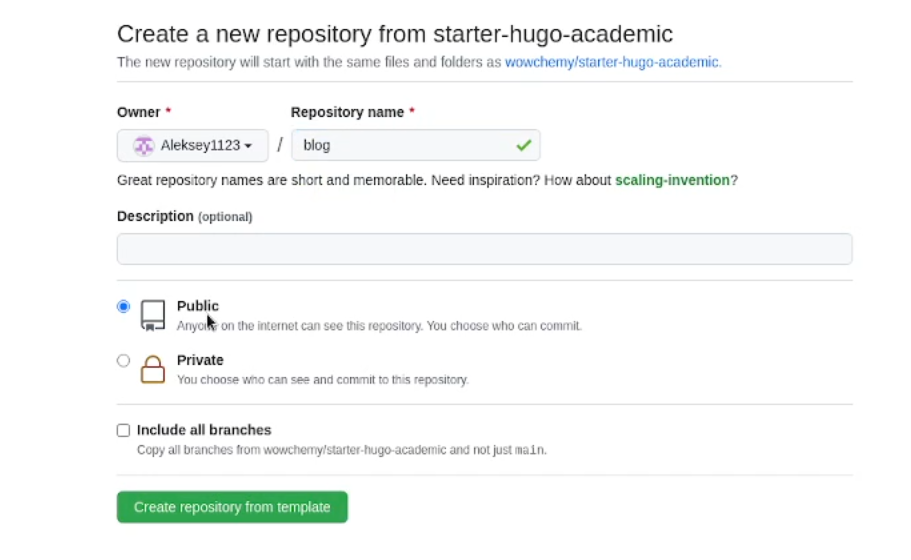 Create a new repository from starter-hugo-academic
The new repository will start with the same files and folders as wowchemy/starter-hugo-academic.
Owner * Repository name *
Aleksey1123 / blog
Great repository names are short and memorable. Need inspiration? How about scaling-invention?
Description (optional)
Public
Anyone on the internet can see this repository. You choose who can commit.
Private
You choose who can see and commit to this repository.
Include all branches
Copy all branches from wowchemy/starter-hugo-academic and not just main.
Create repository from template